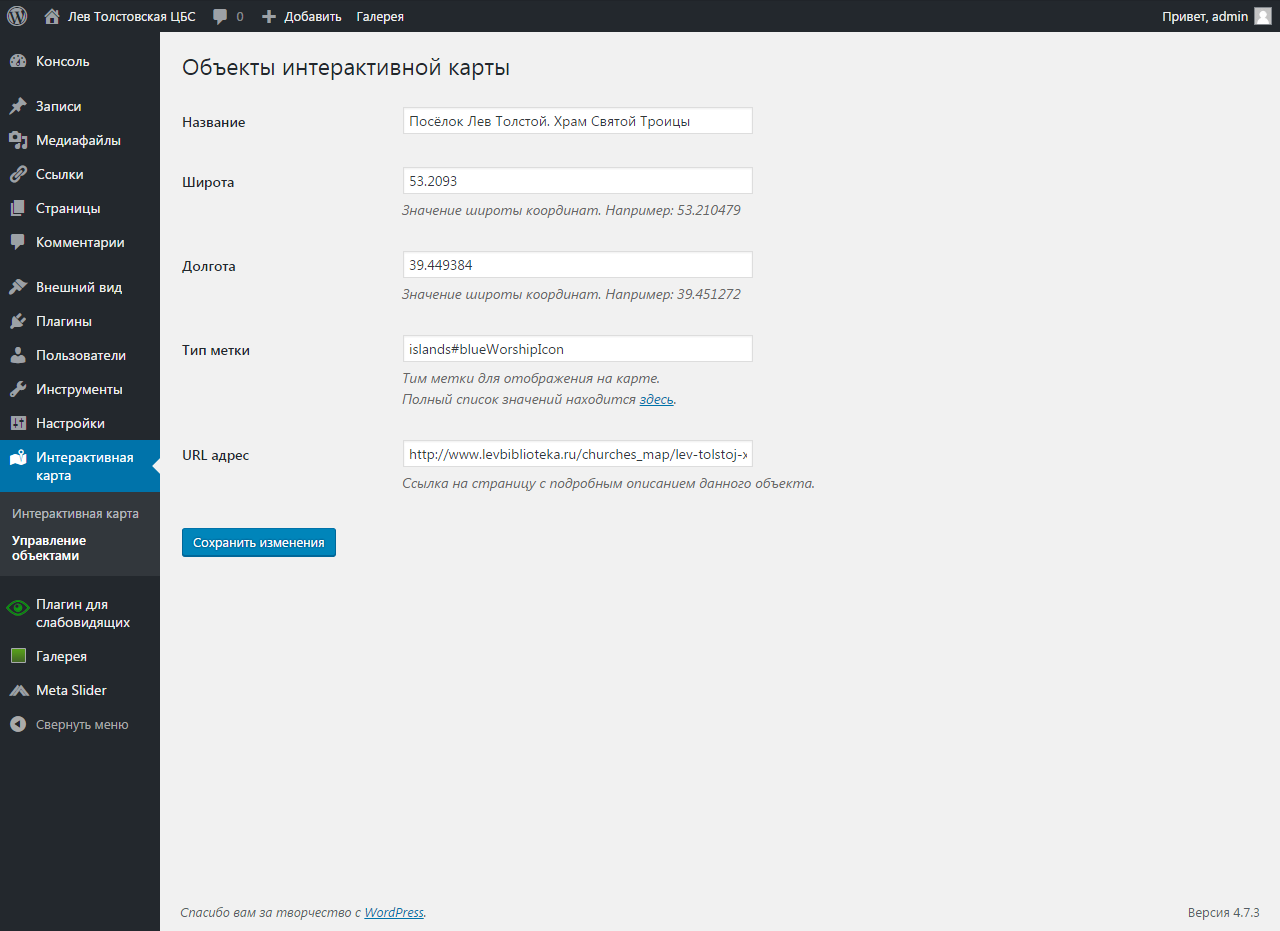 Лев Толстовская ЦБС 0 Добавить Галерея Привет, admin
Консоль
Записи
Медиафайлы
Ссылки
Страницы
Комментарии
Внешний вид
Плагины
Пользователи
Инструменты
Настройки
Интерактивная
карта
Интерактивная карта
Управление
объектами
Плагин для
слабовидящих
Галерея
Meta Slider
Свернуть меню
Объекты интерактивной карты
Название Посёлок Лев Толстой. Храм Святой Троицы
Широта 53.2093
Значение широты координат. Например: 53.210479
Долгота 39.449384
Значение широты координат. Например: 39.451272
Тип метки islands#blueWorshipIcon
Тим метки для отображения на карте.
Полный список значений находится здесь.
URL адрес http://www.levbiblioteka.ru/churches_map/lev-tolstoj-x
Ссылка на страницу с подробным описанием данного объекта.
Сохранить изменения
Спасибо вам за творчество с WordPress. Версия 4.7.3